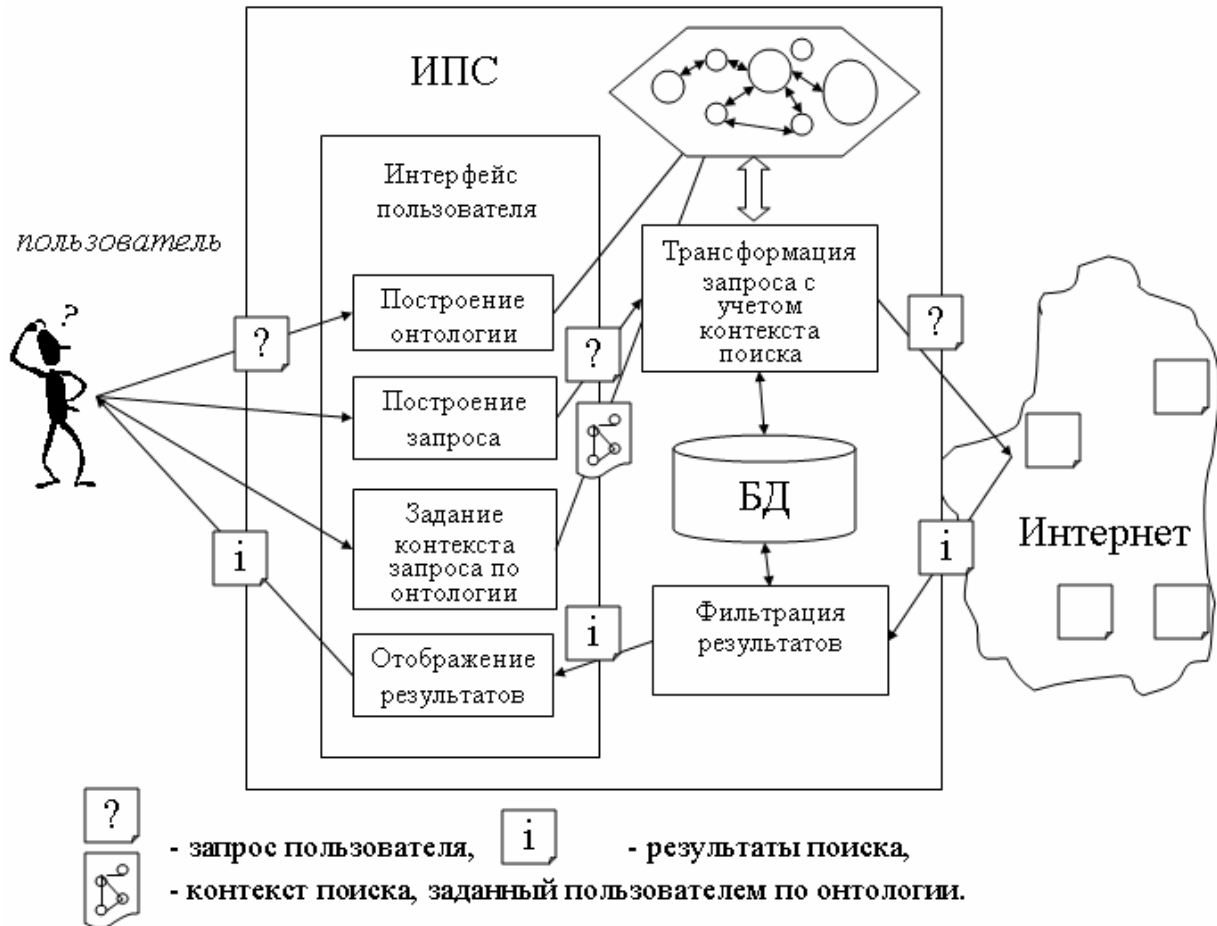 ИПС
Интерфейс
пользователя
пользователь
?
Построение
онтологии
?
Построение
запроса
Задание
контекста
запроса по
онтологии
i
Отображение
результатов
?
i
Трансформация
запроса с
учетом
контекста
поиска
БД
Фильтрация
результатов
?
i
Интернет
? - запрос пользователя, i - результаты поиска,
- контекст поиска, заданный пользователем по онтологии.